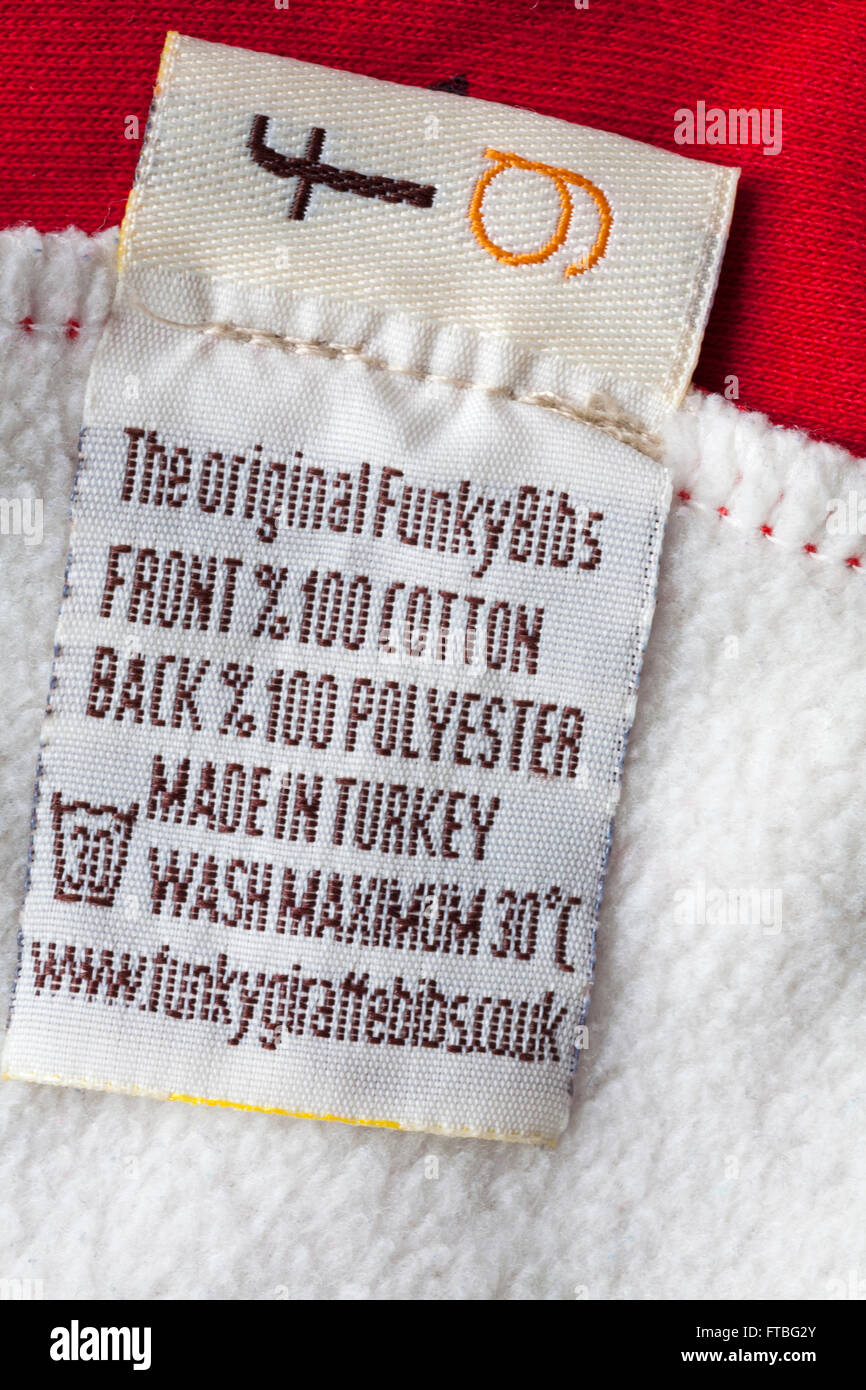 The original FunkyBibs
FRONT %100 COTTON
BACK %100 POLYESTER
MADE IN TURKEY
30 WASH MAXIMUM 30°C
www.funkygiraffebibs.co.uk
alamy
Image ID: FTBG2Y
www.alamy.com